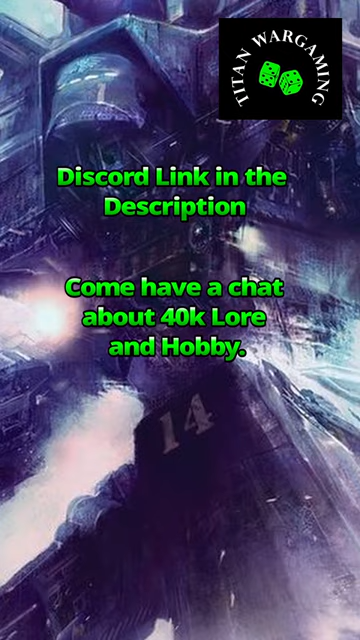 TITAN WARGAMING
Discord Link in the
Description
Come have a chat
about 40k Lore
and Hobby.
14